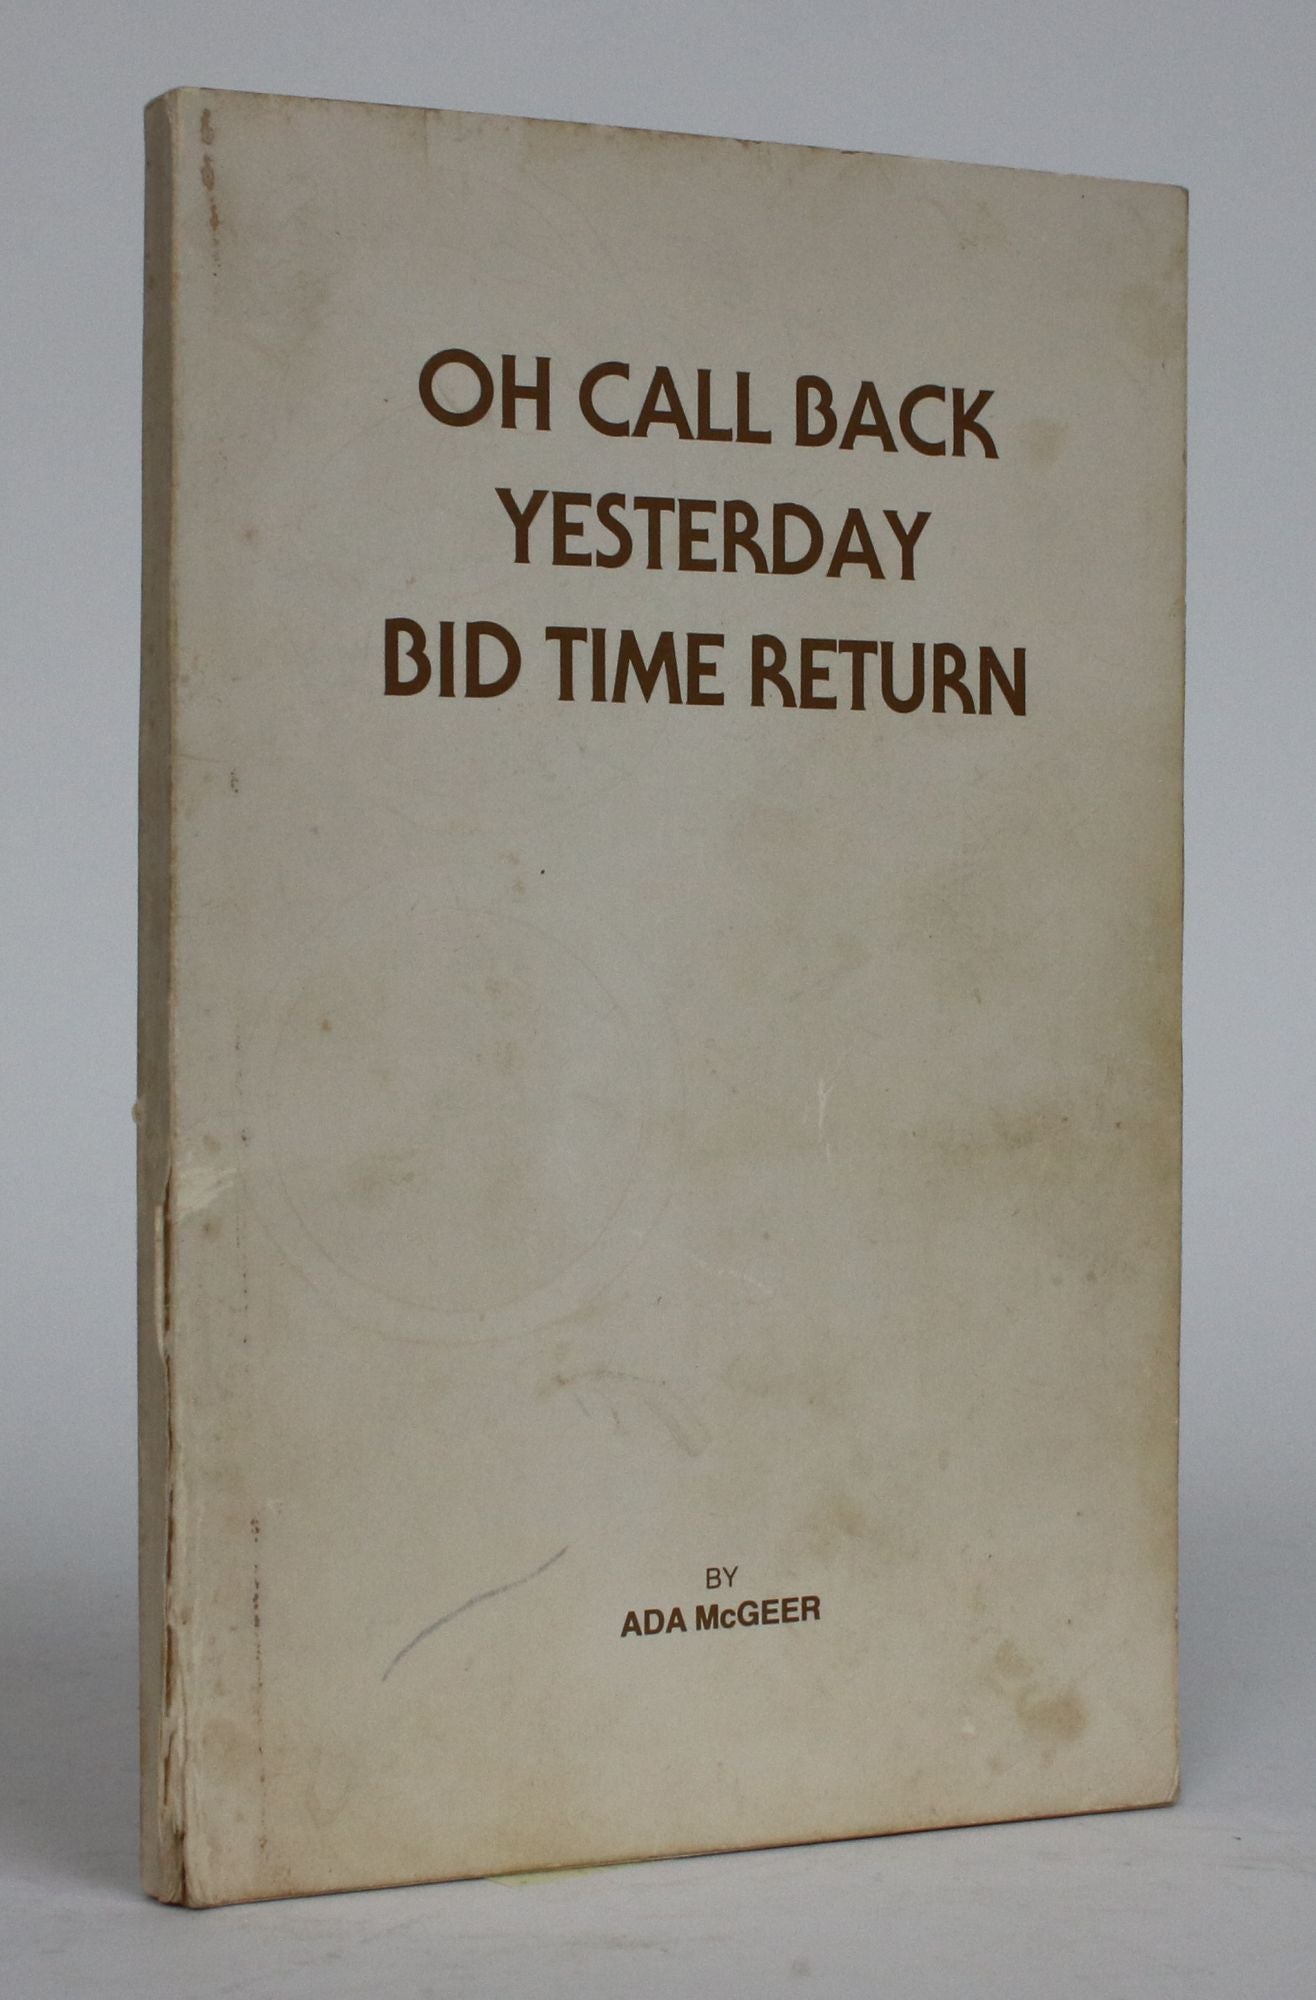 OH CALL BACK
YESTERDAY
BID TIME RETURN
BY
ADA McGEER